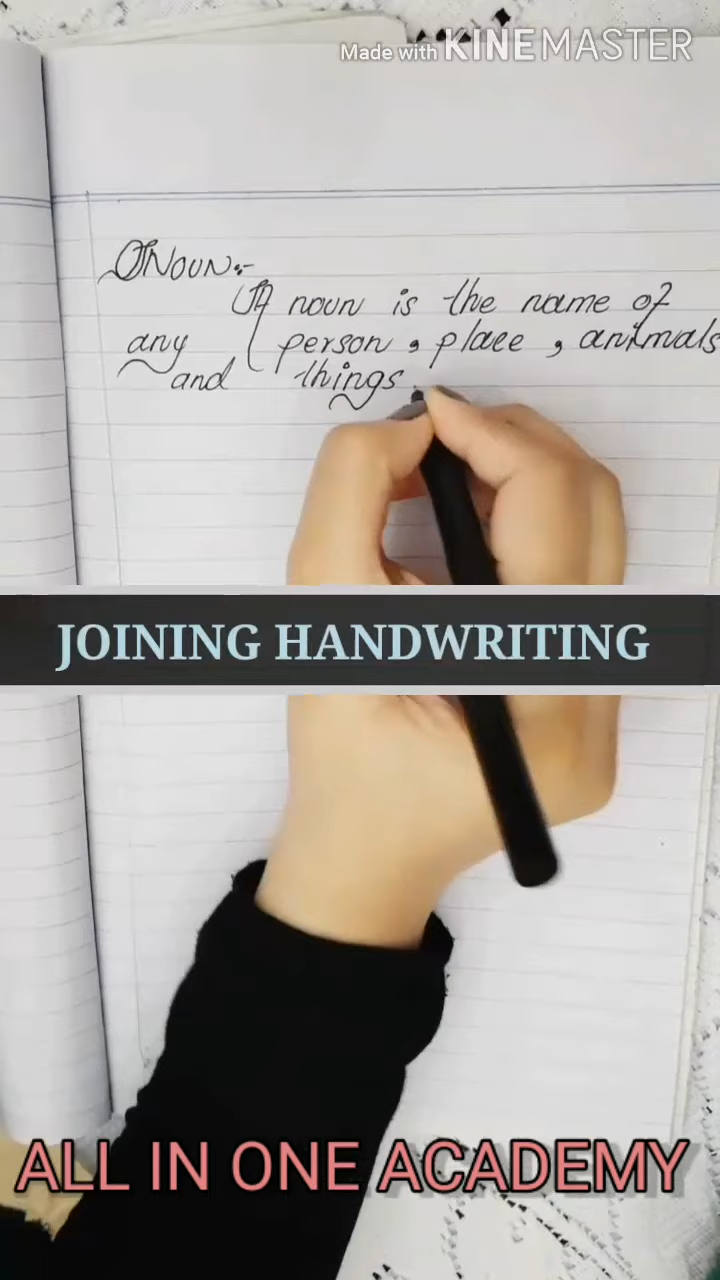 Made with KINEMASTER
Noun:-
A noun is the name of
any person, place, animals
and things.
JOINING HANDWRITING
ALL IN ONE ACADEMY